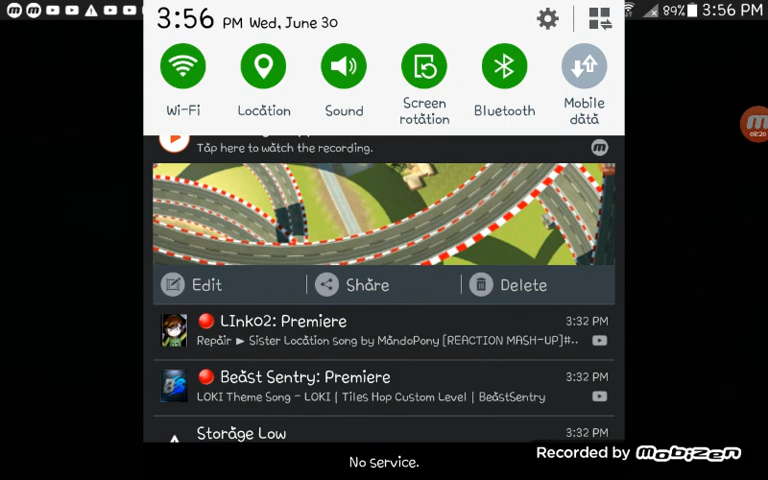 3:56 PM Wed, June 30
89% 3:56 PM
Wi-Fi
Location
Sound
Screen rotation
Bluetooth
Mobile data
Tap here to watch the recording.
Edit
Share
Delete
LInk02: Premiere
3:32 PM
Repair ► Sister Location song by MandoPony [REACTION MASH-UP]#..
Beast Sentry: Premiere
3:32 PM
LOKI Theme Song - LOKI | Tiles Hop Custom Level | BeastSentry
Storage Low
3:32 PM
No service.
Recorded by mobizen